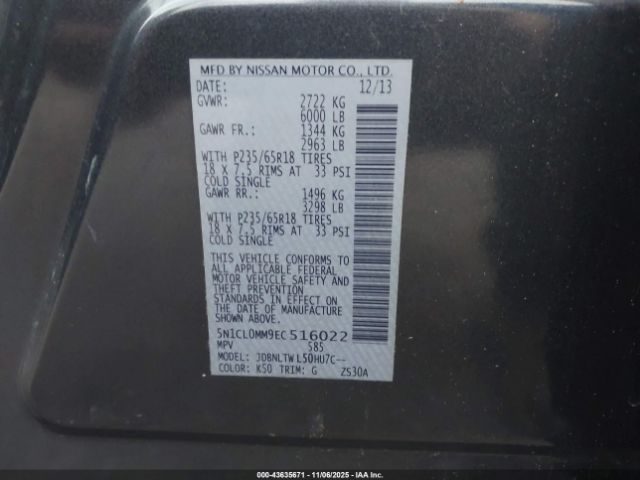 MFD BY NISSAN MOTOR CO., LTD.
DATE: 12/13
GVWR: 2722 KG
6000 LB
GAWR FR.: 1344 KG
2963 LB
WITH P235/65R18 TIRES
18 X 7.5 RIMS AT 33 PSI
COLD SINGLE
GAWR RR.: 1496 KG
3298 LB
WITH P235/65R18 TIRES
18 X 7.5 RIMS AT 33 PSI
COLD SINGLE
THIS VEHICLE CONFORMS TO
ALL APPLICABLE FEDERAL
MOTOR VEHICLE SAFETY AND
THEFT PREVENTION
STANDARDS IN EFFECT ON
THE DATE OF MANUFACTURE
SHOWN ABOVE.
5N1CL0MM9EC516022
MPV 585
MODEL: JDBNLTW L50HU7C--
COLOR: K50 TRIM: G ZS30A
000-43635671 - 11/06/2025 - IAA Inc.